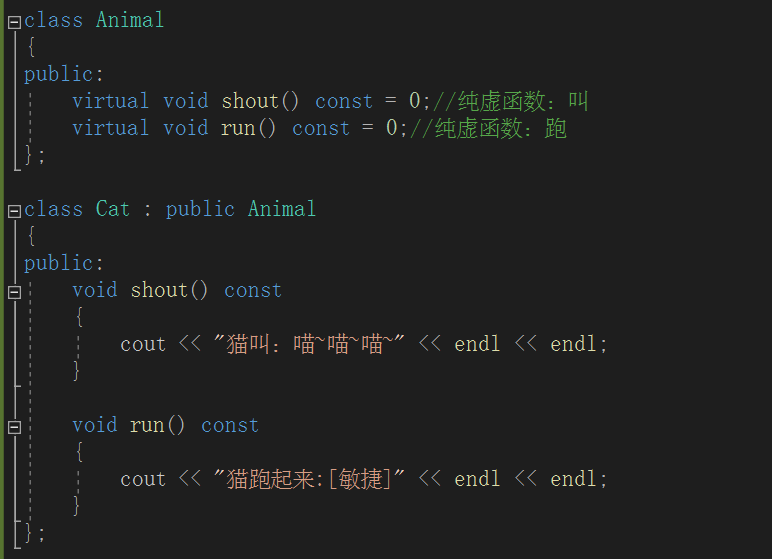 class Animal
{
public:
    virtual void shout() const = 0;//纯虚函数：叫
    virtual void run() const = 0;//纯虚函数：跑
};
class Cat : public Animal
{
public:
    void shout() const
    {
        cout << "猫叫：喵~喵~喵~" << endl << endl;
    }
    void run() const
    {
        cout << "猫跑起来:[敏捷]" << endl << endl;
    }
};